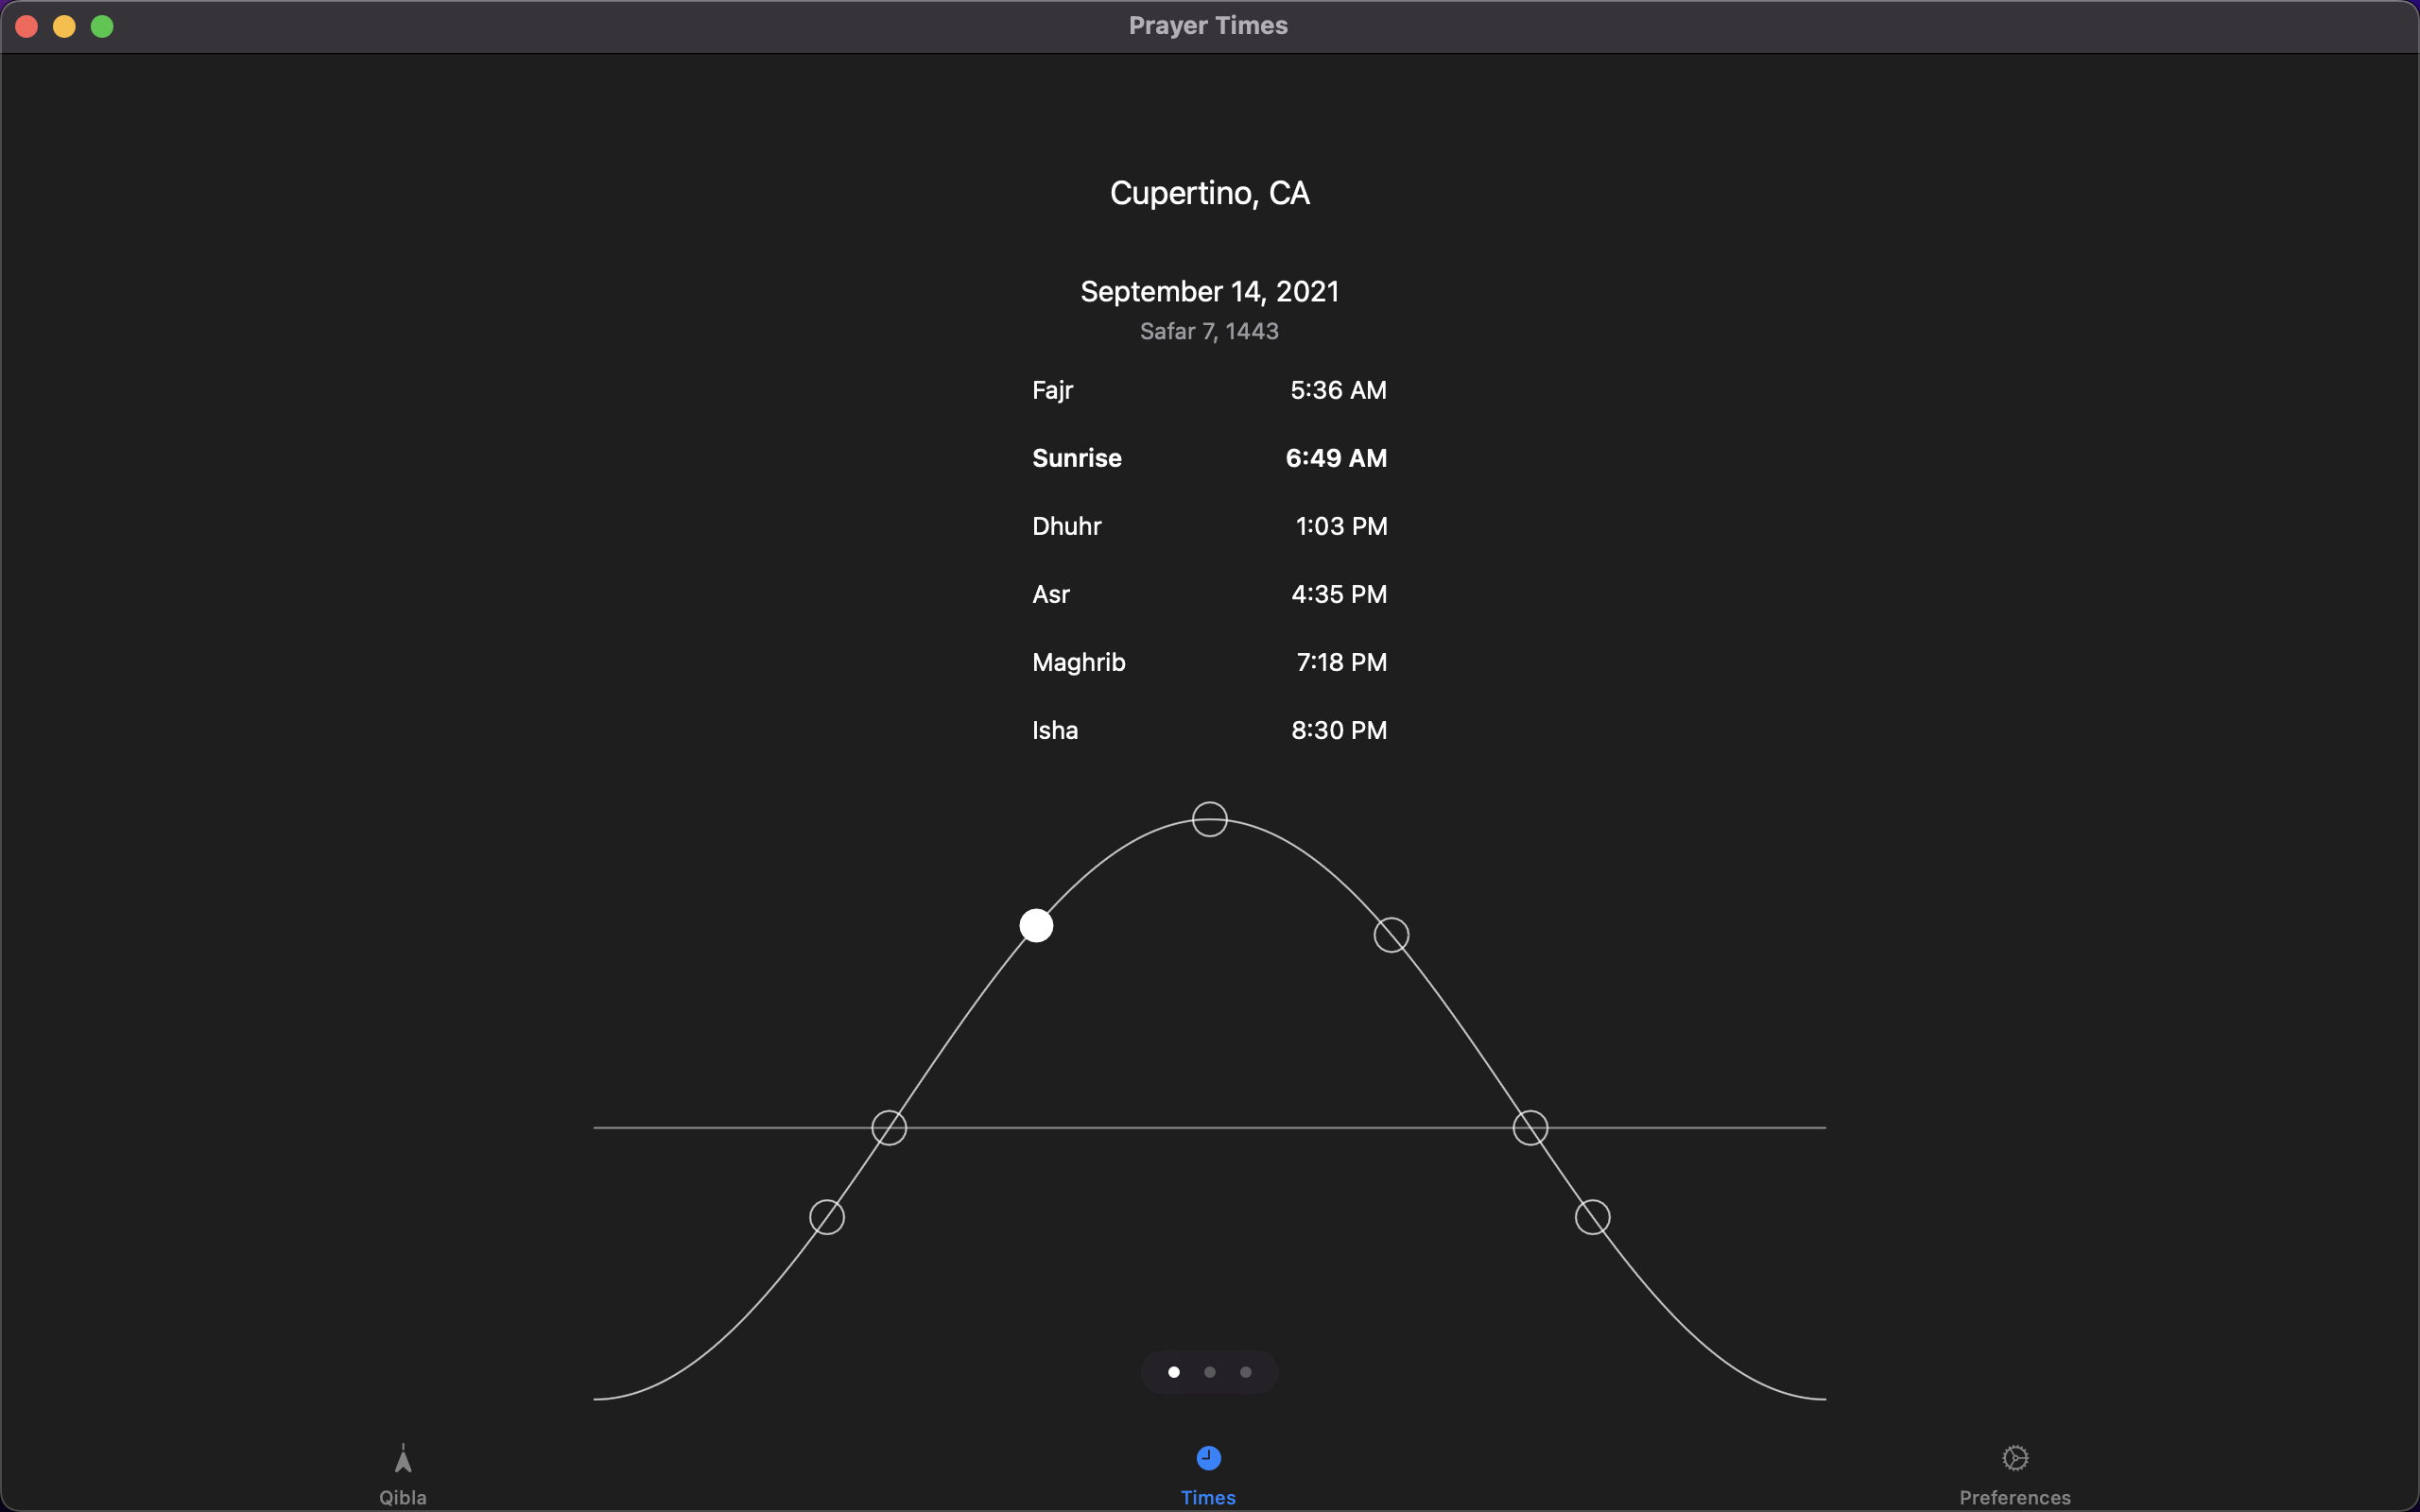 Prayer Times
Cupertino, CA
September 14, 2021
Safar 7, 1443
Fajr 5:36 AM
Sunrise 6:49 AM
Dhuhr 1:03 PM
Asr 4:35 PM
Maghrib 7:18 PM
Isha 8:30 PM
Qibla Times Preferences